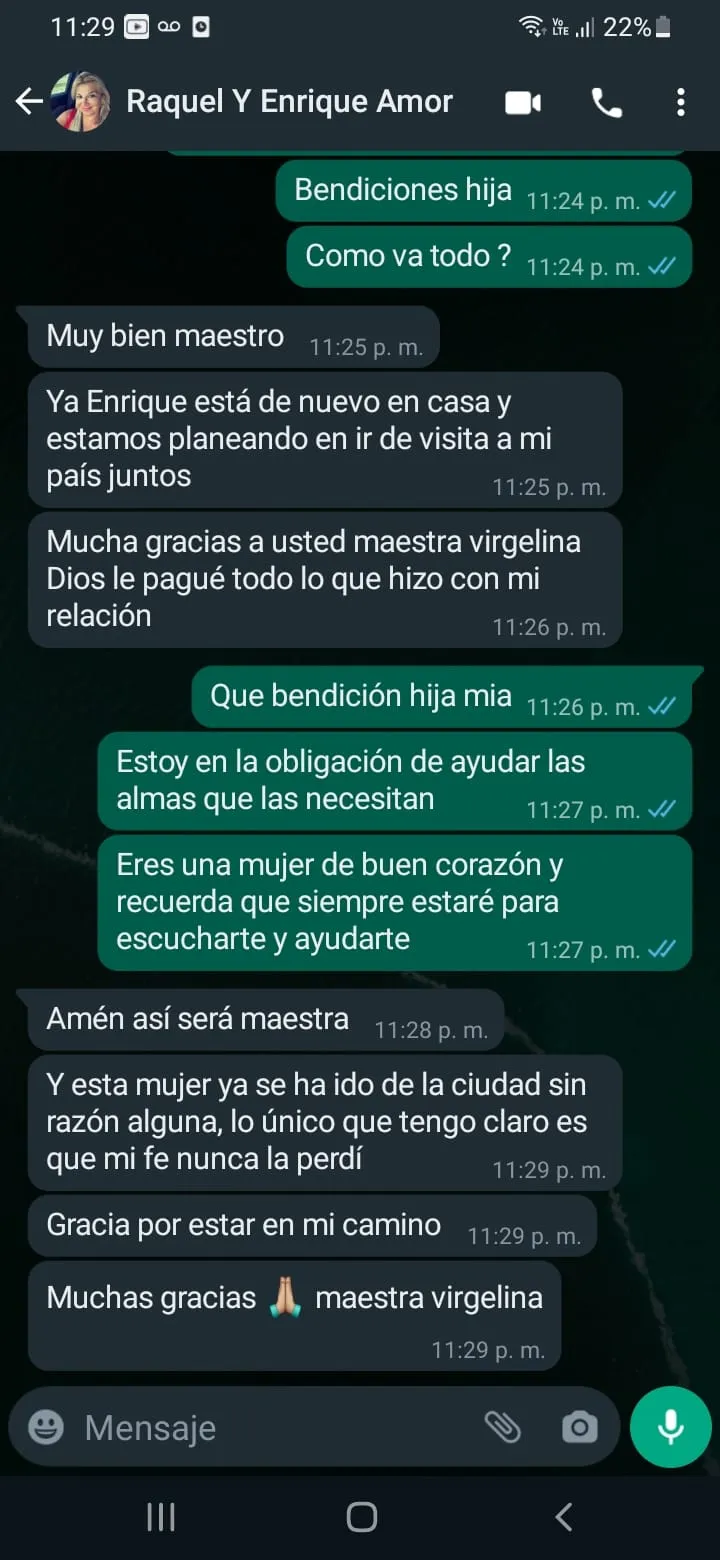 11:29
Vo
LTE
22%
Raquel Y Enrique Amor
Bendiciones hija 11:24 p. m.
Como va todo ? 11:24 p. m.
Muy bien maestro 11:25 p. m.
Ya Enrique está de nuevo en casa y
estamos planeando en ir de visita a mi
país juntos 11:25 p. m.
Mucha gracias a usted maestra virgelina
Dios le pagué todo lo que hizo con mi
relación 11:26 p. m.
Que bendición hija mia 11:26 p. m.
Estoy en la obligación de ayudar las
almas que las necesitan 11:27 p. m.
Eres una mujer de buen corazón y
recuerda que siempre estaré para
escucharte y ayudarte 11:27 p. m.
Amén así será maestra 11:28 p. m.
Y esta mujer ya se ha ido de la ciudad sin
razón alguna, lo único que tengo claro es
que mi fe nunca la perdí 11:29 p. m.
Gracia por estar en mi camino 11:29 p. m.
Muchas gracias 🙏🏼 maestra virgelina
11:29 p. m.
Mensaje